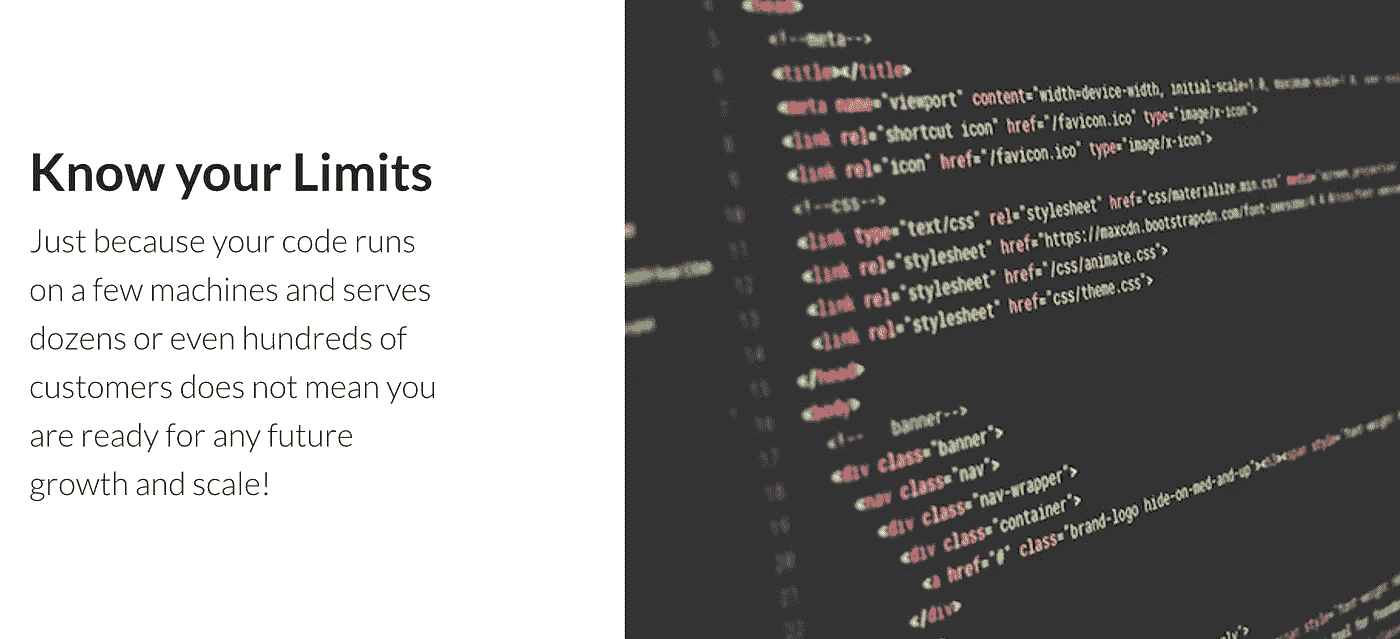 Know your Limits
Just because your code runs
on a few machines and serves
dozens or even hundreds of
customers does not mean you
are ready for any future
growth and scale!
<head>
<!--meta-->
<title></title>
<meta name="viewport" content="width=device-width, initial-scale=1.0,
<link rel="shortcut icon" href="/favicon.ico" type="image/x-icon">
<link rel="icon" href="/favicon.ico" type="image/x-icon">
<!--css-->
<link type="text/css" rel="stylesheet" href="css/materialize.min.css"
<link rel="stylesheet" href="https://maxcdn.bootstrapcdn.com/font-awesome/4.
<link rel="stylesheet" href="/css/animate.css">
<link rel="stylesheet" href="css/theme.css">
</head>
<body>
<!-- banner-->
<div class="banner">
<nav class="nav">
<div class="nav-wrapper">
<div class="container">
<a href="#" class="brand-logo hide-on-med-and-up">
</div>